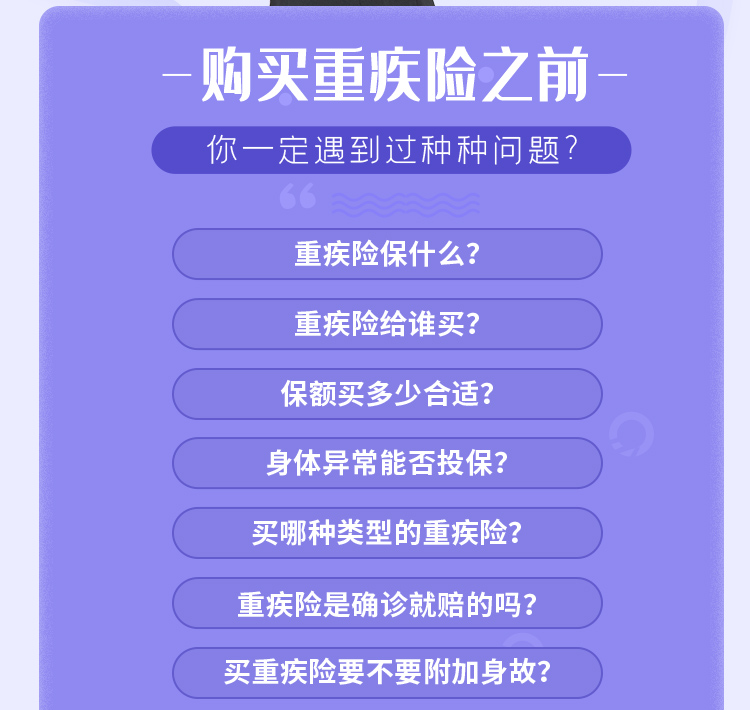 购买重疾险之前
你一定遇到过种种问题?
重疾险保什么?
重疾险给谁买?
保额买多少合适?
身体异常能否投保?
买哪种类型的重疾险?
重疾险是确诊就赔的吗?
买重疾险要不要附加身故?